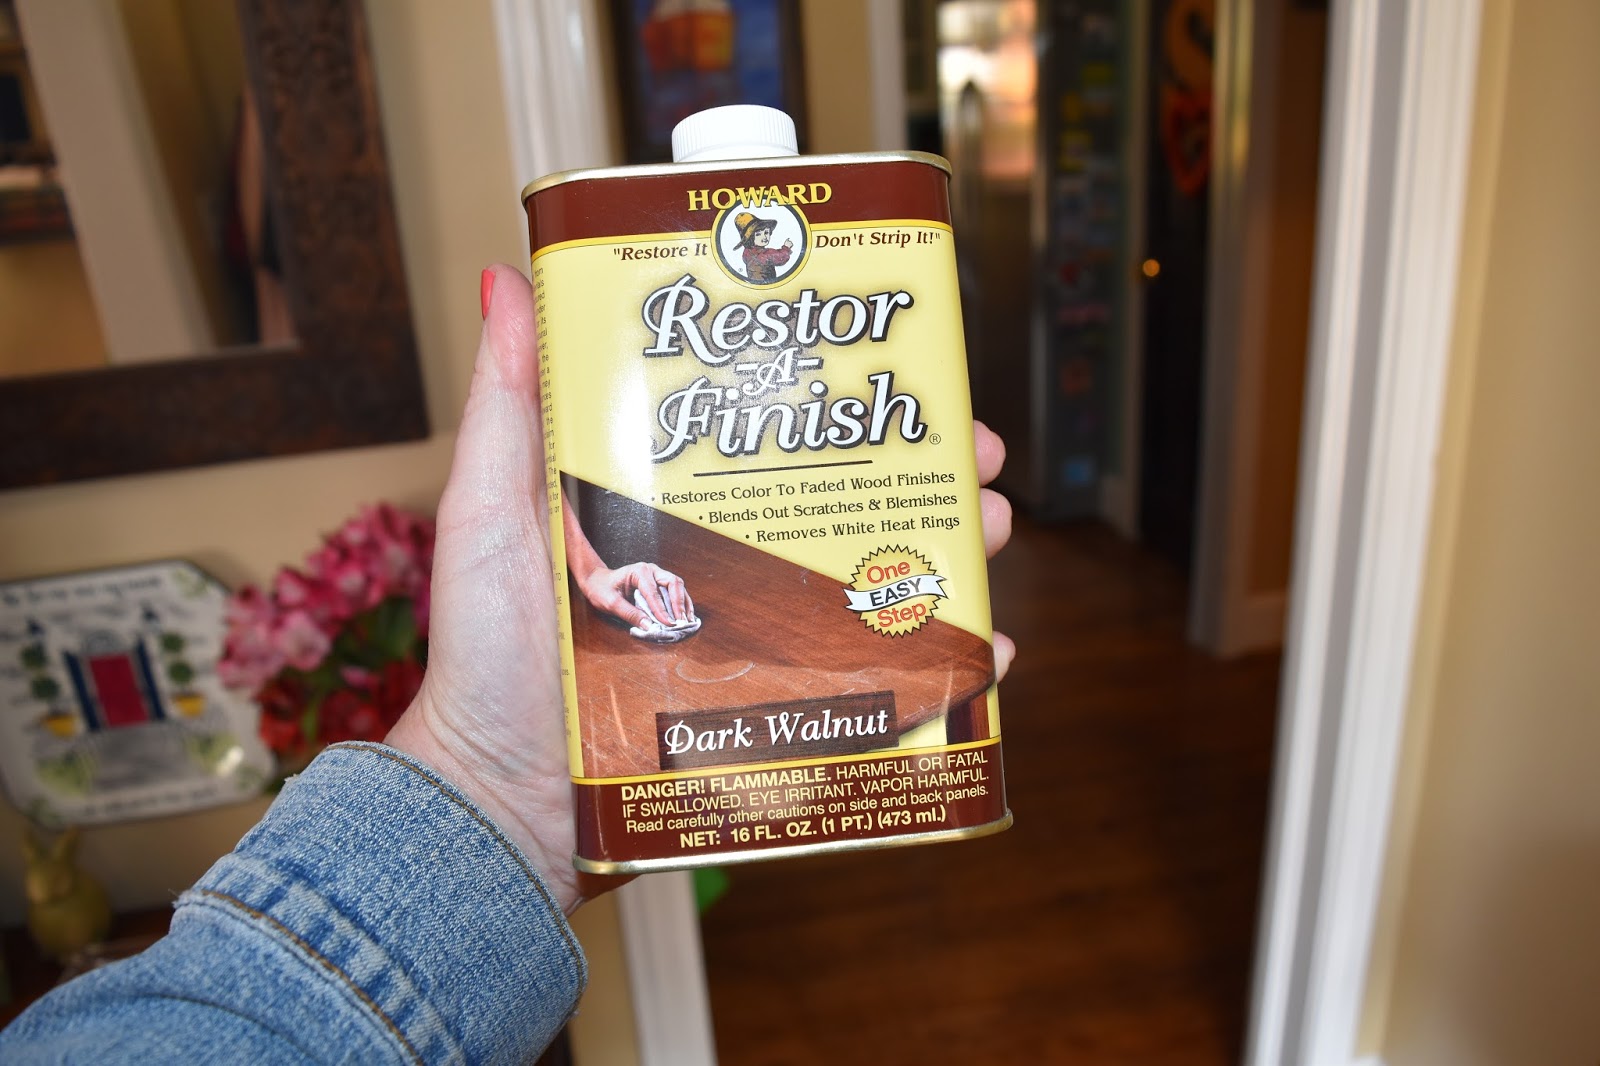 HOWARD
"Restore It Don't Strip It!"
Restor
-A-
Finish®
• Restores Color To Faded Wood Finishes
• Blends Out Scratches & Blemishes
• Removes White Heat Rings
One
EASY
Step
Dark Walnut
DANGER! FLAMMABLE. HARMFUL OR FATAL
IF SWALLOWED. EYE IRRITANT. VAPOR HARMFUL.
Read carefully other cautions on side and back panels.
NET: 16 FL. OZ. (1 PT.) (473 ml.)